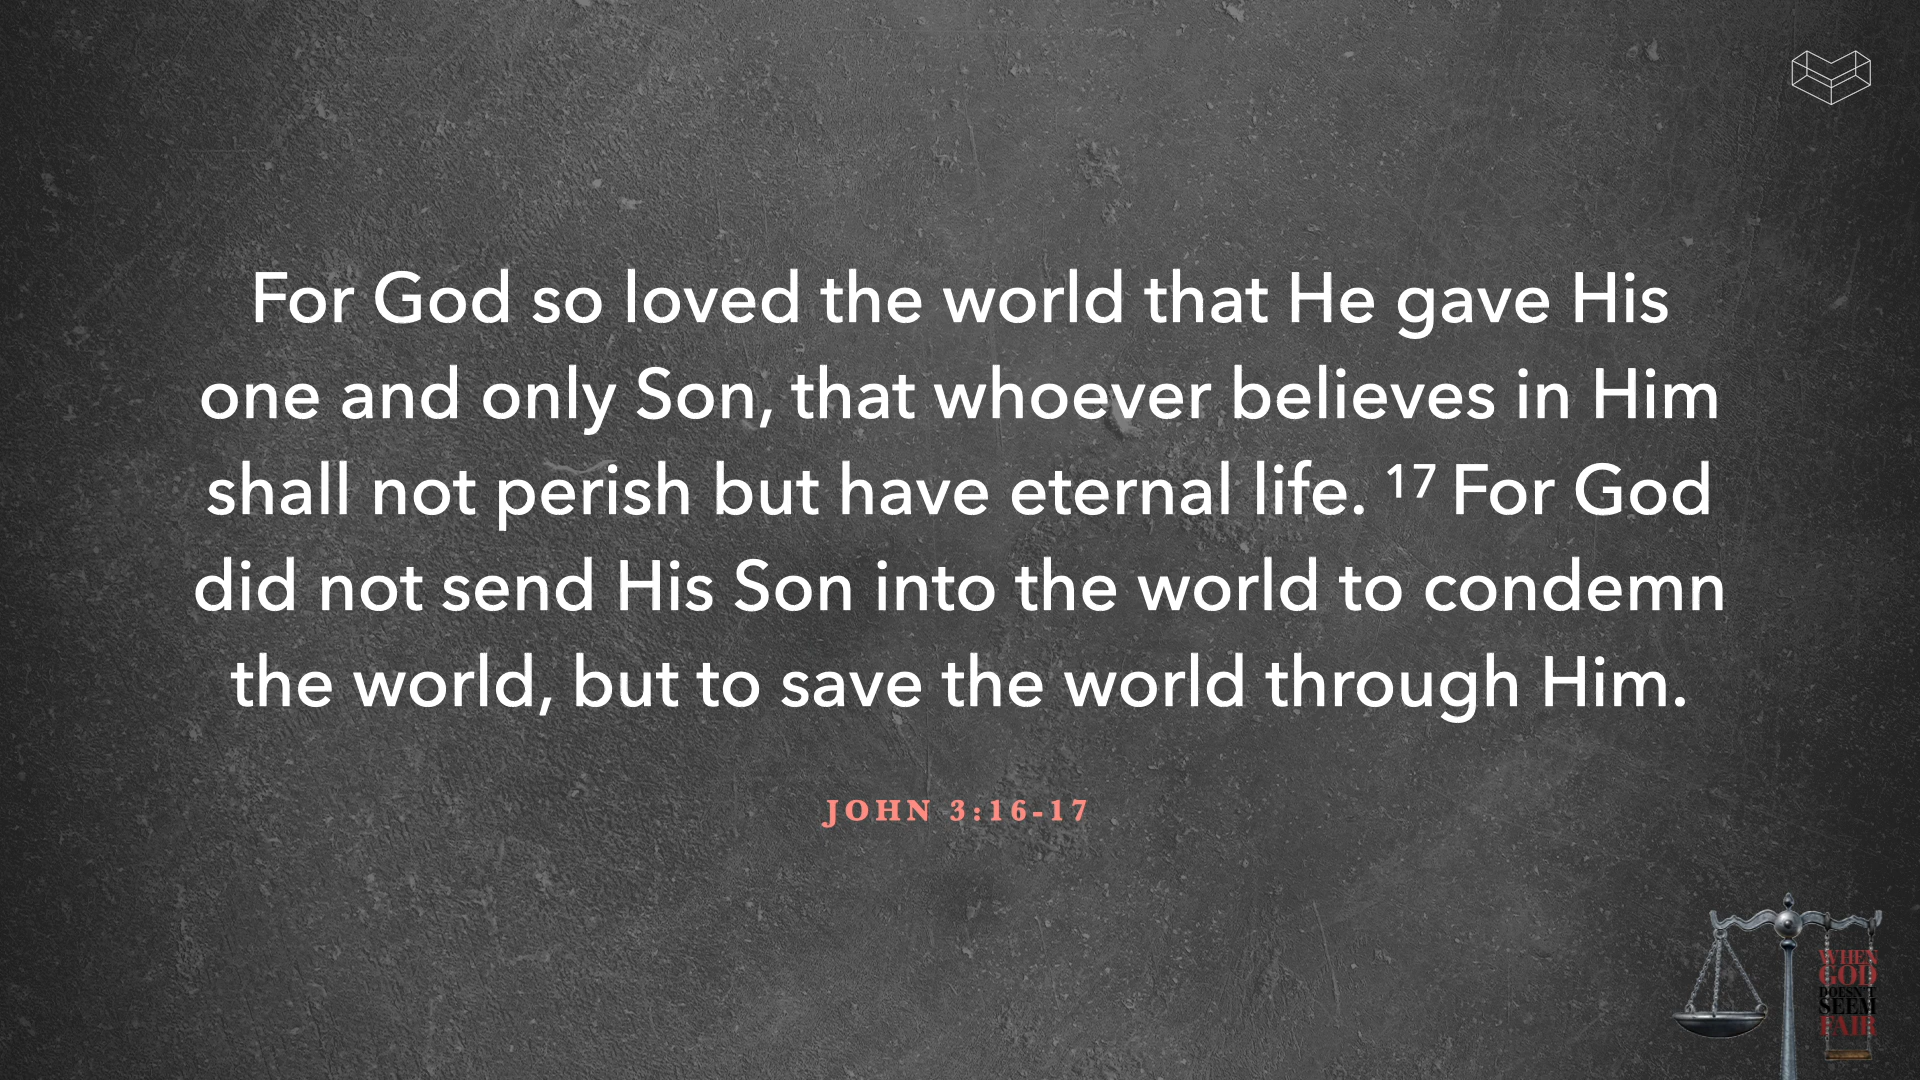 For God so loved the world that He gave His
one and only Son, that whoever believes in Him
shall not perish but have eternal life. ¹⁷ For God
did not send His Son into the world to condemn
the world, but to save the world through Him.
JOHN 3:16-17
WHEN
GOD
DOESN'T
SEEM
FAIR